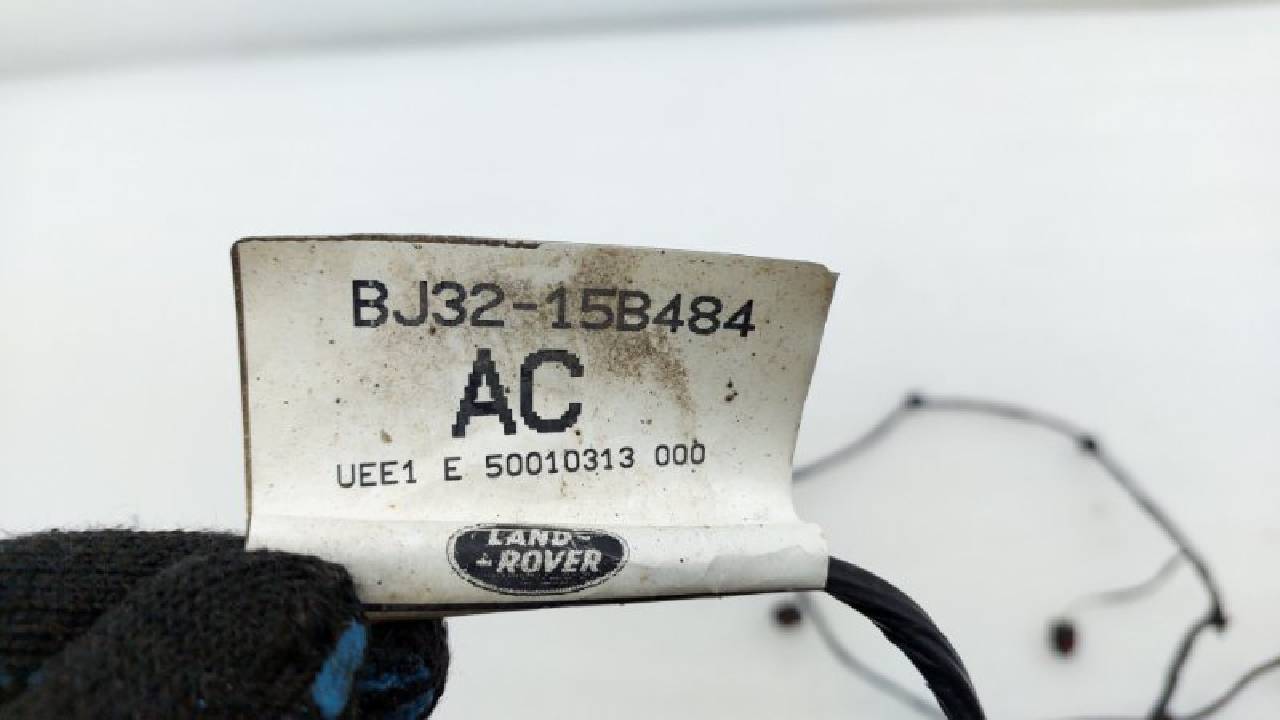 BJ32-15B484
AC
UEE1 E 50010313 000
LAND-
-ROVER